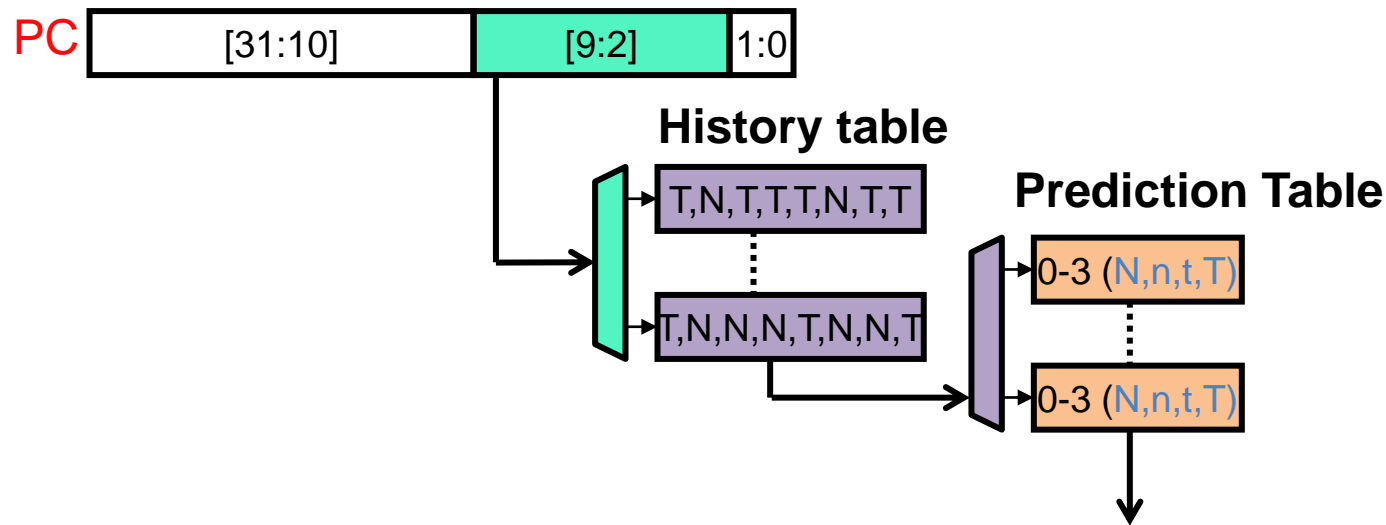 PC [31:10] [9:2] 1:0
History table
T,N,T,T,T,N,T,T
Prediction Table
0-3 (N,n,t,T)
T,N,N,N,T,N,N,T
0-3 (N,n,t,T)